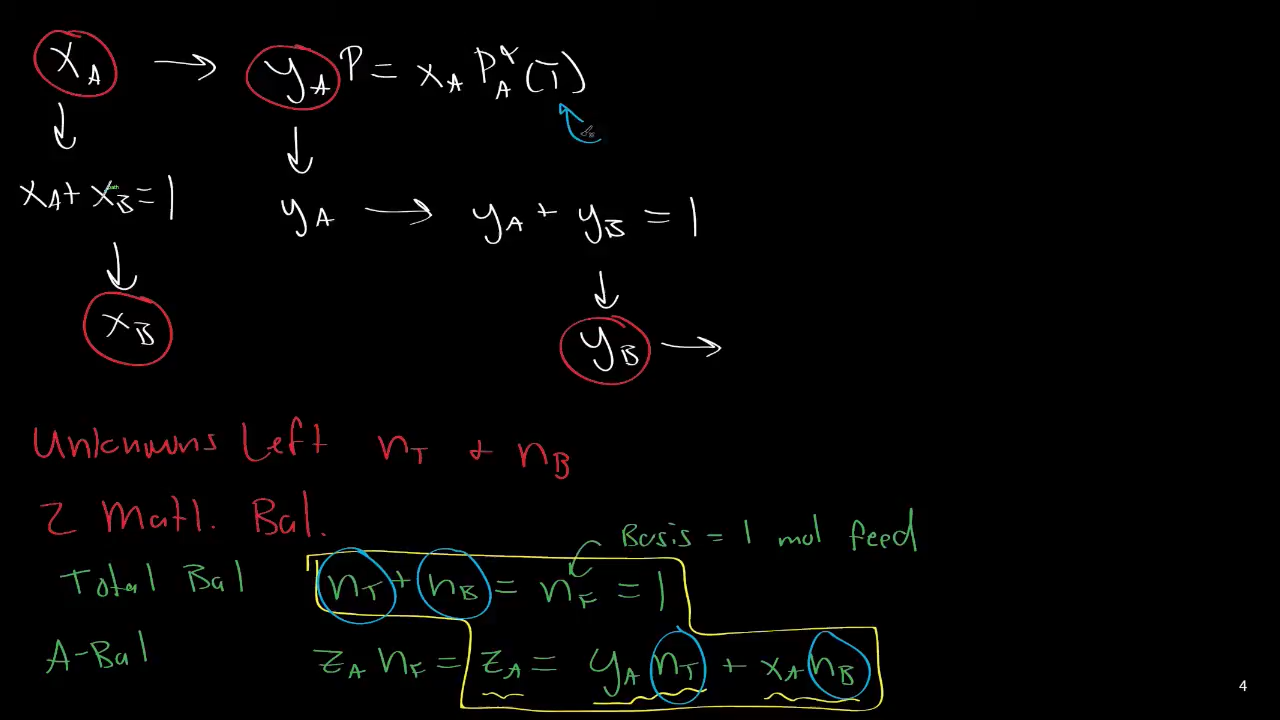 x_A → y_A P = x_A P_A^*(T)
↓ ↓
x_A + x_B = 1 y_A → y_A + y_B = 1
↓ ↓
x_B y_B →
Unknowns Left n_T + n_B
2 Matl. Bal.
Basis = 1 mol feed
Total Bal n_T + n_B = n_F = 1
A-Bal z_A n_F = z_A = y_A n_T + x_A n_B
4